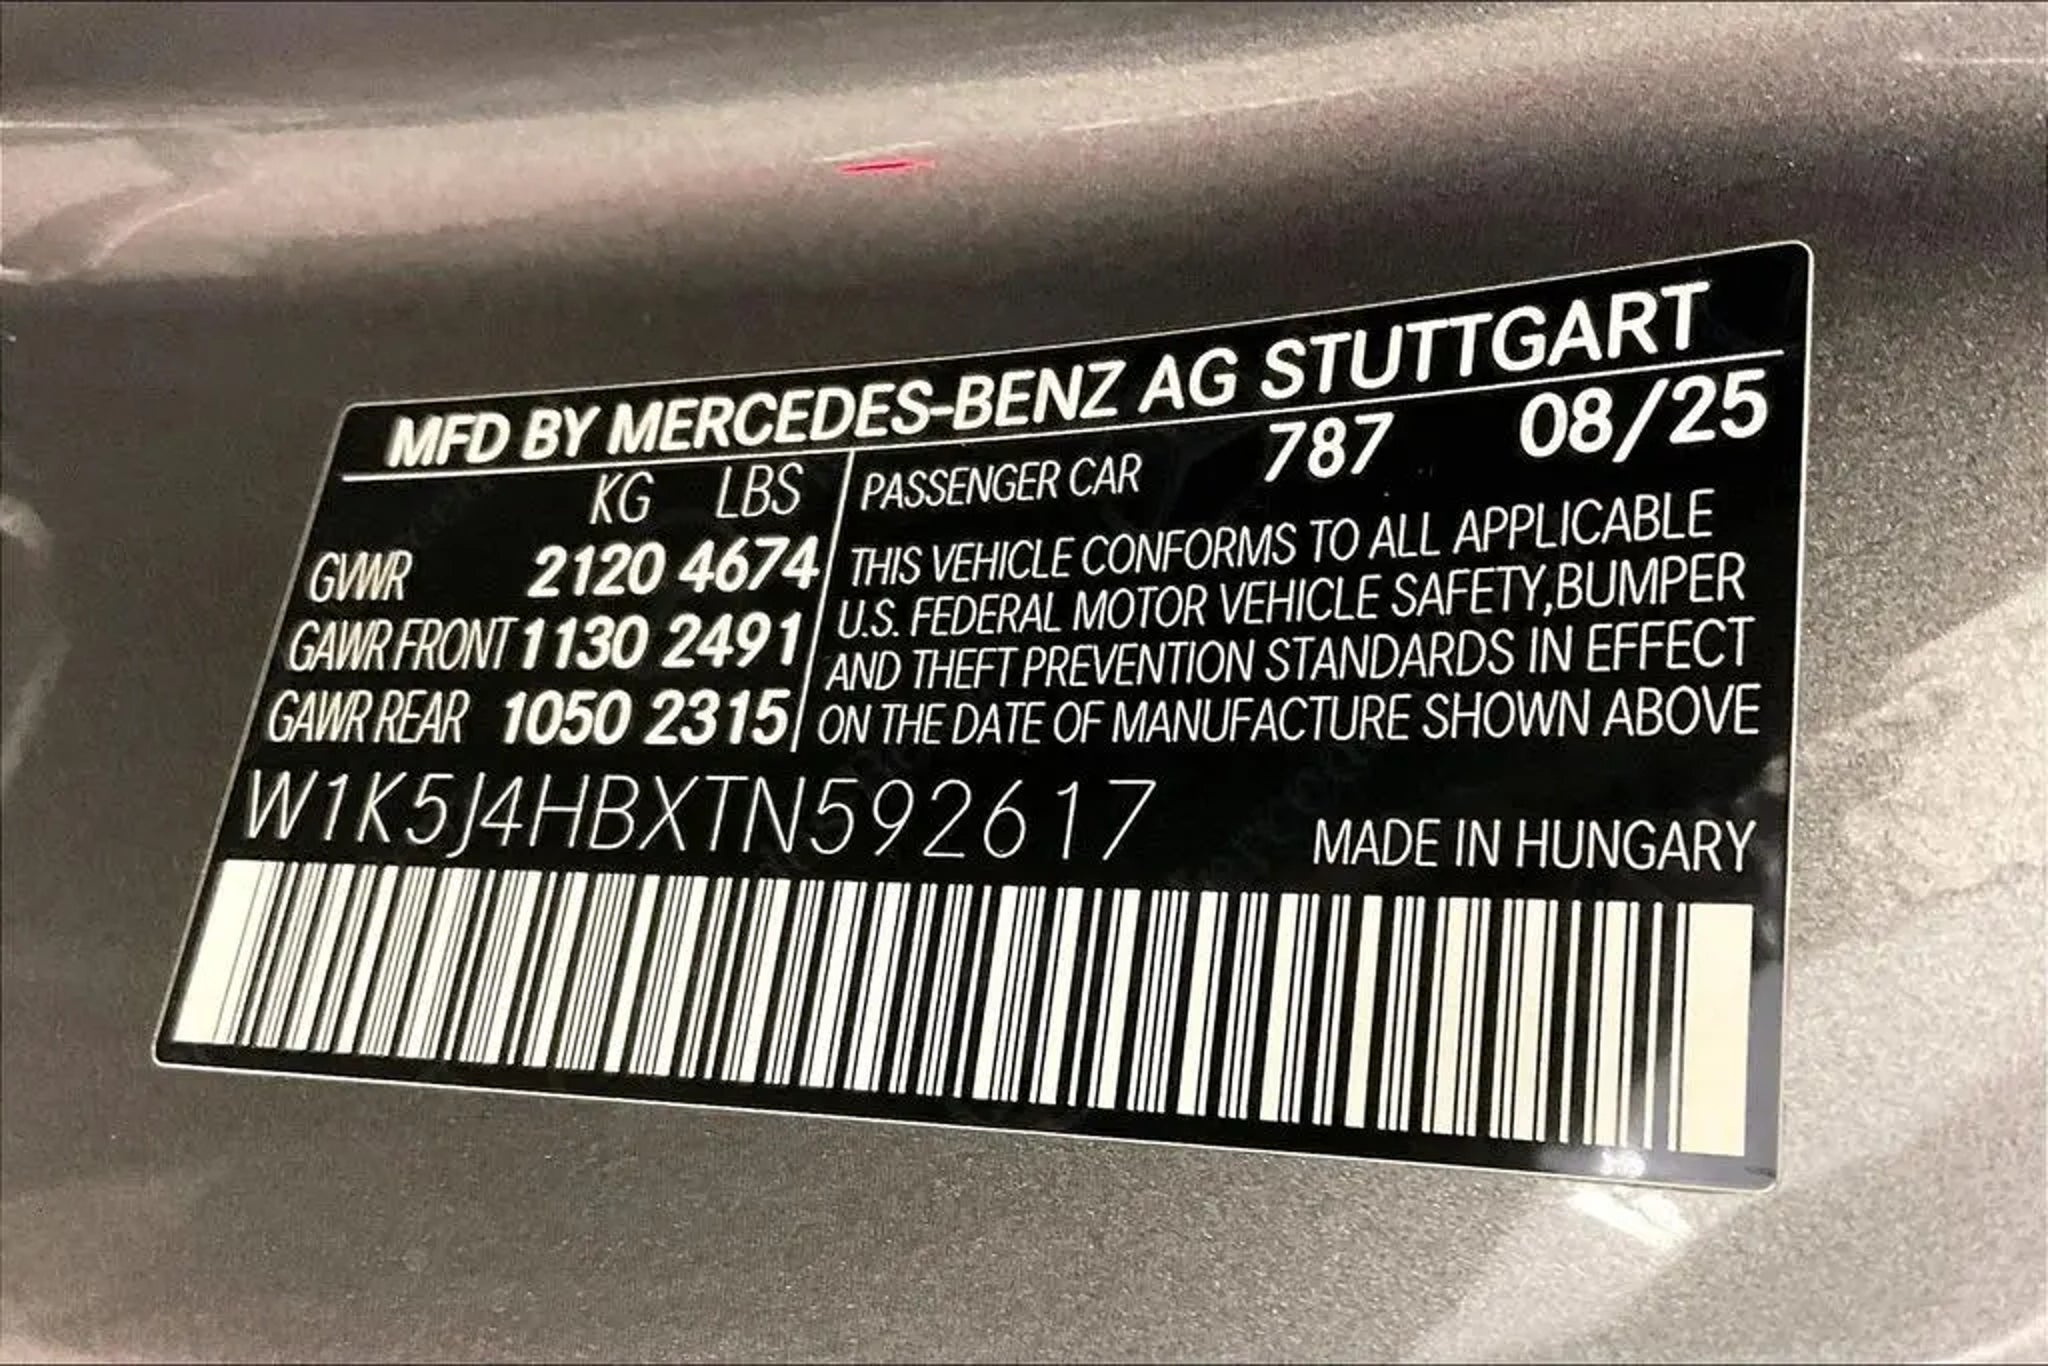 MFD BY MERCEDES-BENZ AG STUTTGART
KG LBS
GVWR 2120 4674
GAWR FRONT 1130 2491
GAWR REAR 1050 2315
PASSENGER CAR 787 08/25
THIS VEHICLE CONFORMS TO ALL APPLICABLE
U.S. FEDERAL MOTOR VEHICLE SAFETY,BUMPER
AND THEFT PREVENTION STANDARDS IN EFFECT
ON THE DATE OF MANUFACTURE SHOWN ABOVE
W1K5J4HBXTN592617
MADE IN HUNGARY